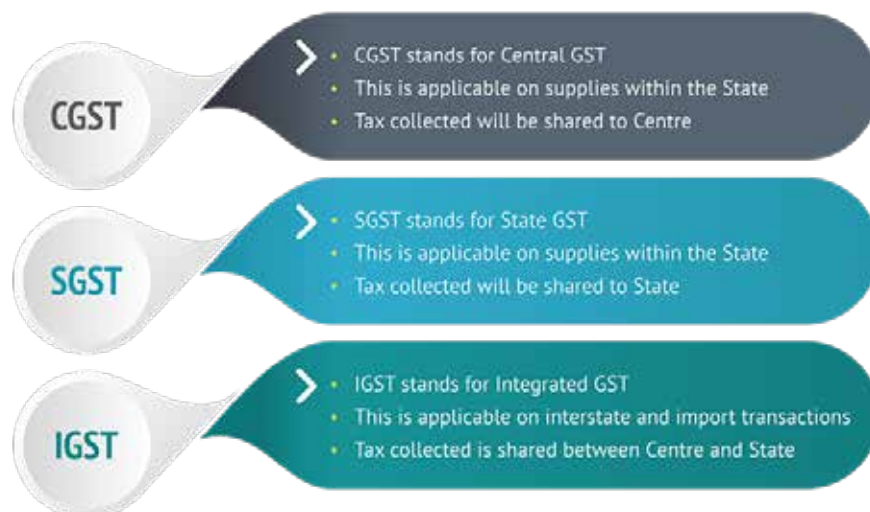 CGST
• CGST stands for Central GST
• This is applicable on supplies within the State
• Tax collected will be shared to Centre
SGST
• SGST stands for State GST
• This is applicable on supplies within the State
• Tax collected will be shared to State
IGST
• IGST stands for Integrated GST
• This is applicable on interstate and import transactions
• Tax collected is shared between Centre and State